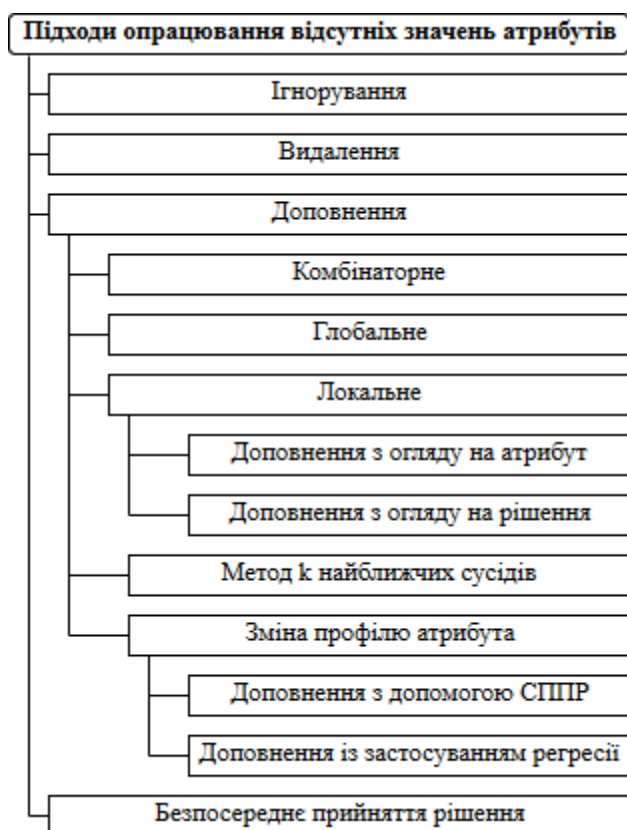 Підходи опрацювання відсутніх значень атрибутів
Ігнорування
Видалення
Доповнення
Комбінаторне
Глобальне
Локальне
Доповнення з огляду на атрибут
Доповнення з огляду на рішення
Метод k найближчих сусідів
Зміна профілю атрибута
Доповнення з допомогою СППР
Доповнення із застосуванням регресії
Безпосереднє прийняття рішення